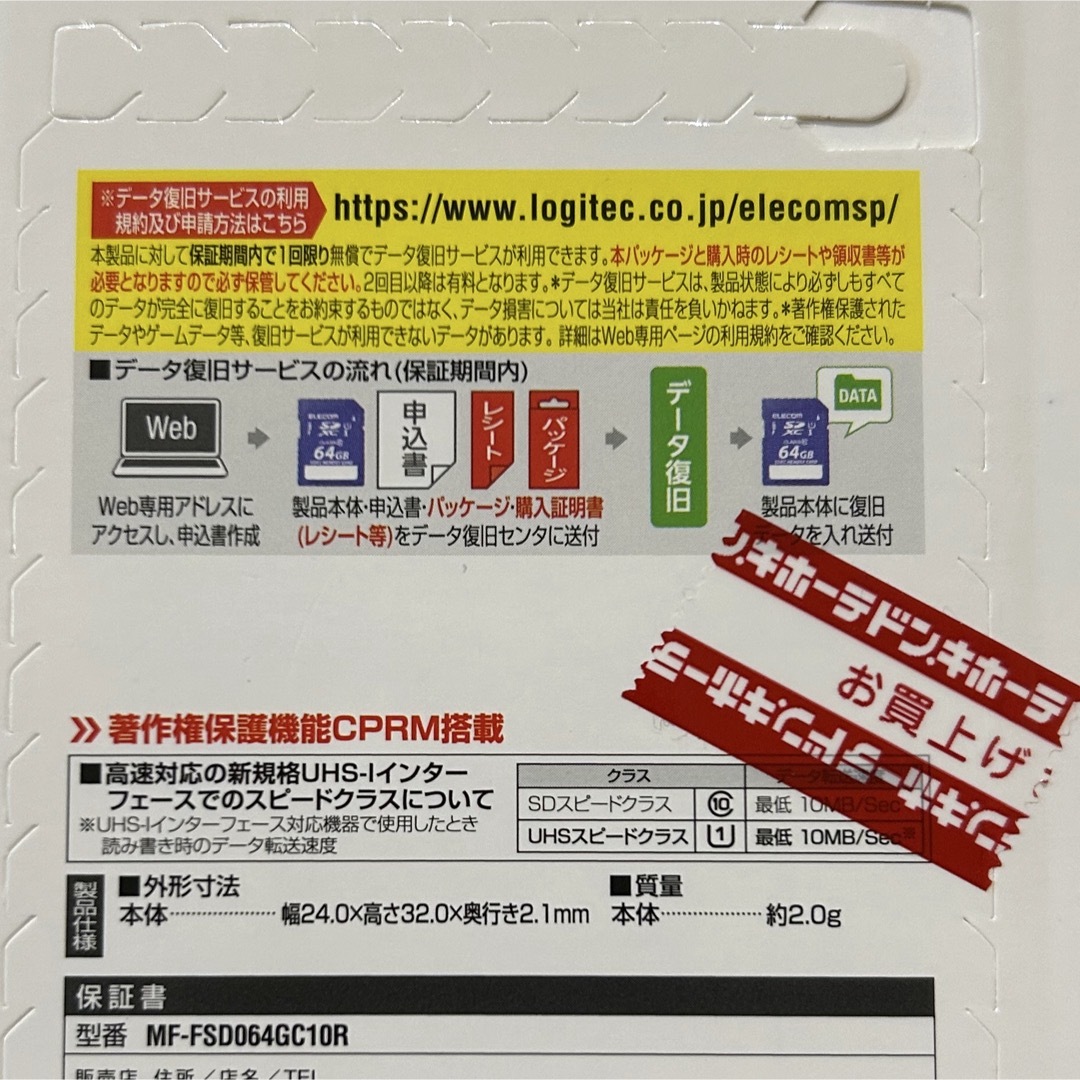 ※データ復旧サービスの利用
規約及び申請方法はこちら
https://www.logitec.co.jp/elecomsp/
本製品に対して保証期間内で1回限り無償でデータ復旧サービスが利用できます。本パッケージと購入時のレシートや領収書等が
必要となりますので必ず保管してください。2回目以降は有料となります。*データ復旧サービスは、製品状態により必ずしもすべて
のデータが完全に復旧することをお約束するものではなく、データ損害については当社は責任を負いかねます。*著作権保護された
データやゲームデータ等、復旧サービスが利用できないデータがあります。詳細はWeb専用ページの利用規約をご確認ください。
■データ復旧サービスの流れ(保証期間内)
Web
ELECOM
SD
XC I
64GB
申込書
レシート
パッケージ
データ復旧
DATA
ELECOM
SD
XC I
64GB
Web専用アドレスに
アクセスし、申込書作成
製品本体・申込書・パッケージ・購入証明書
(レシート等)をデータ復旧センタに送付
製品本体に復旧
データを入れ送付
ン.キホーテドン.キホーテ
お買上げ
著作権保護機能CPRM搭載
■高速対応の新規格UHS-Iインター
フェースでのスピードクラスについて
※UHS-Iインターフェース対応機器で使用したとき
読み書き時のデータ転送速度
クラス
SDスピードクラス 10 最低 10MB/Sec
UHSスピードクラス 1 最低 10MB/Sec※
製品仕様
■外形寸法
本体 幅24.0×高さ32.0×奥行き2.1mm
■質量
本体 約2.0g
保証書
型番 MF-FSD064GC10R
販売店 住所/店名/TEL